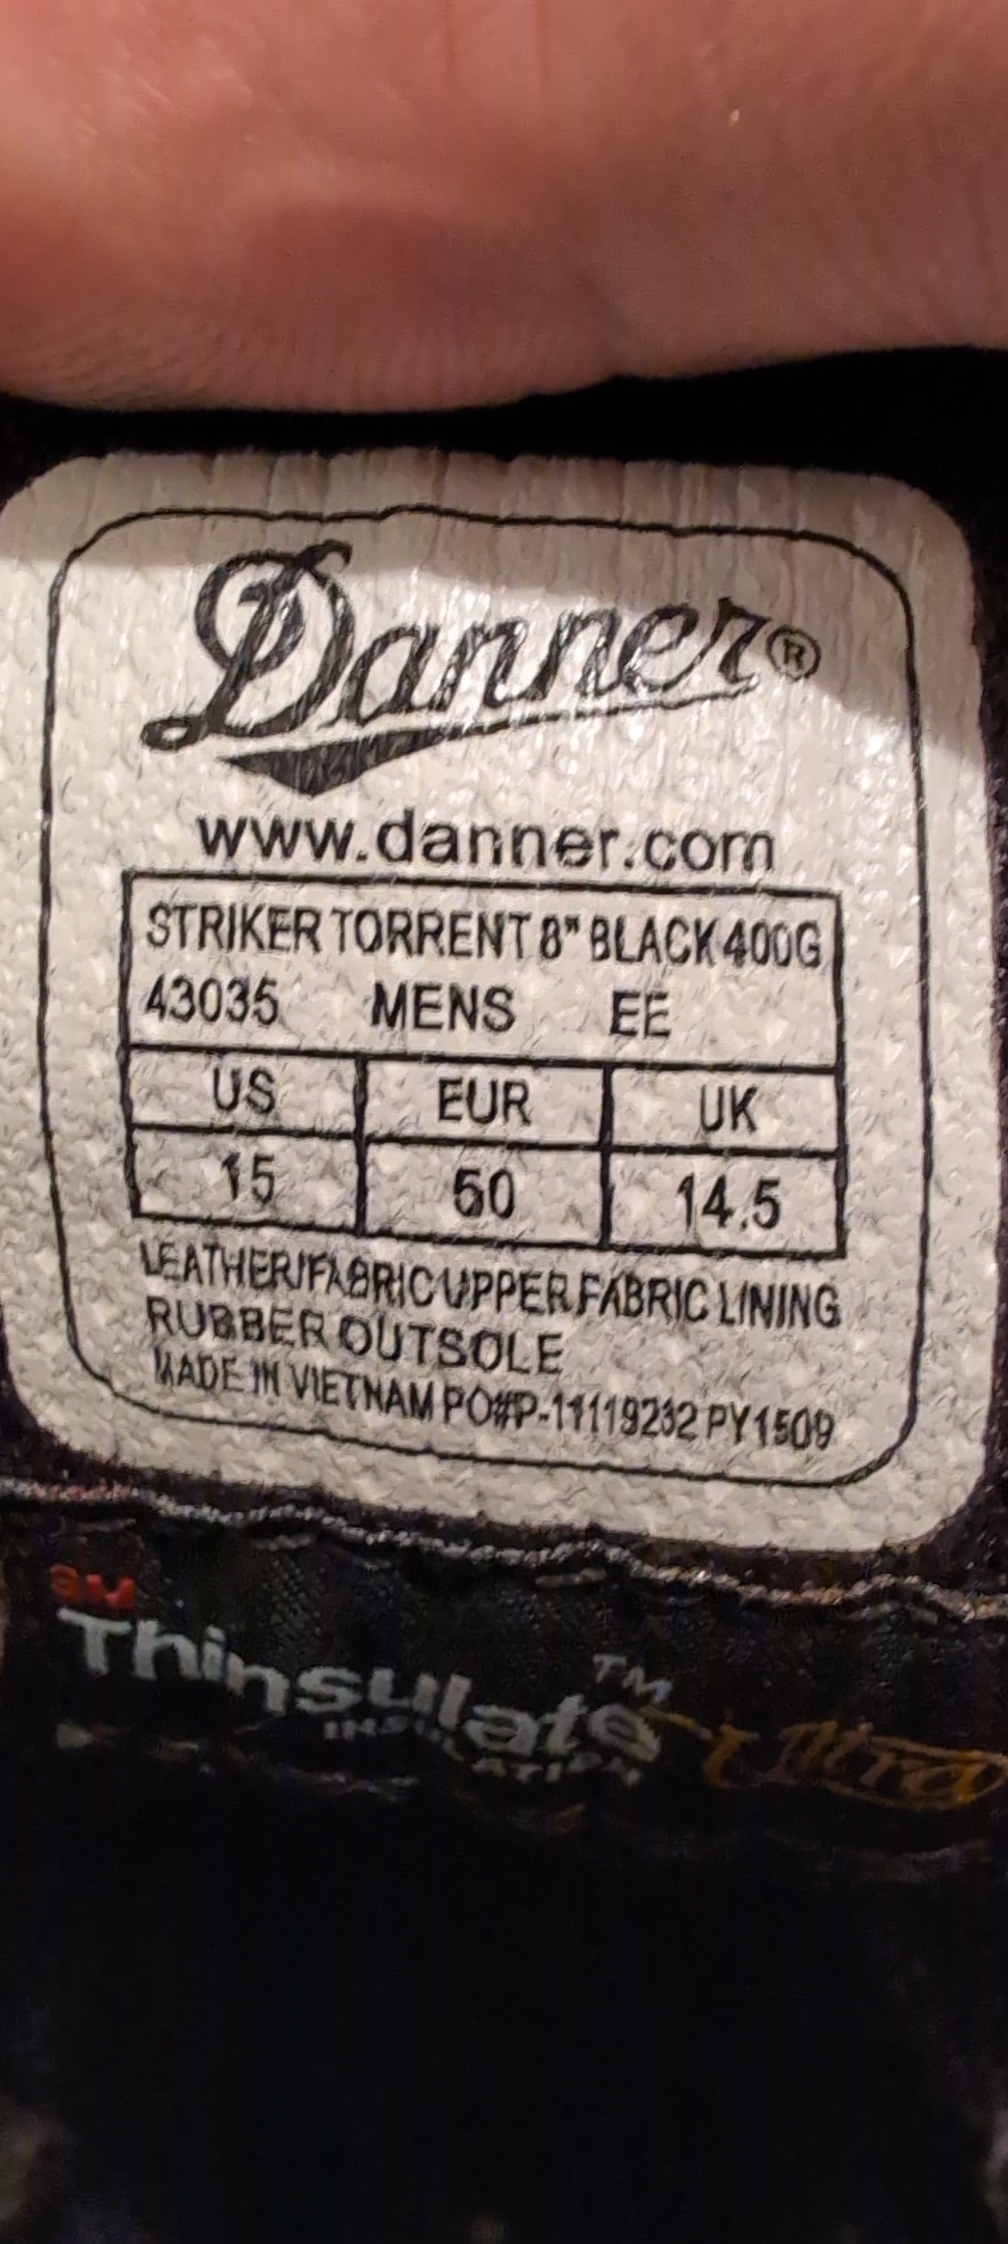 Danner®
www.danner.com
STRIKER TORRENT 8" BLACK 400G
43035 MENS EE
US EUR UK
15 50 14.5
LEATHER/FABRIC UPPER FABRIC LINING
RUBBER OUTSOLE
MADE IN VIETNAM PO#P-11119232 PY1509
3M
Thinsulate™
INSULATION
Ultra